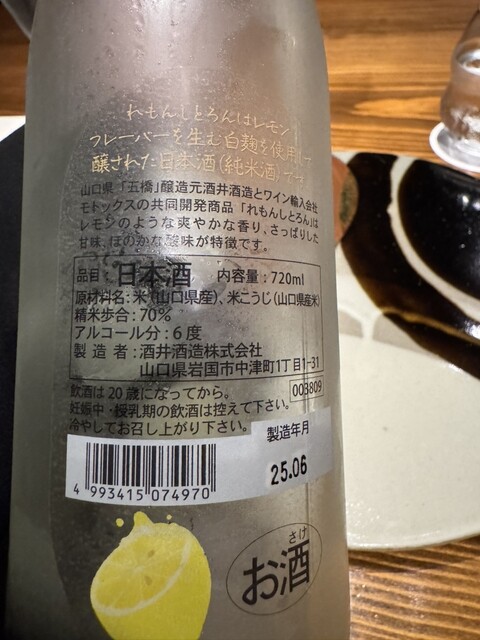 れもんしとろんはレモン
フレーバーを生む白麹を使用して
醸された日本酒(純米酒)です
山口県「五橋」醸造元酒井酒造とワイン輸入会社
モトックスの共同開発商品「れもんしとろん」は
レモンのような爽やかな香り、さっぱりした
甘味、ほのかな酸味が特徴です。
品目:日本酒 内容量:720ml
原材料名:米(山口県産)、米こうじ(山口県産米)
精米歩合:70%
アルコール分:6度
製造者:酒井酒造株式会社
山口県岩国市中津町1丁目1-31
003809
飲酒は20歳になってから。
妊娠中・授乳期の飲酒は控えて下さい。
冷やしてお召し上がり下さい。
製造年月
25.06
4 993415 074970
さけ
お酒